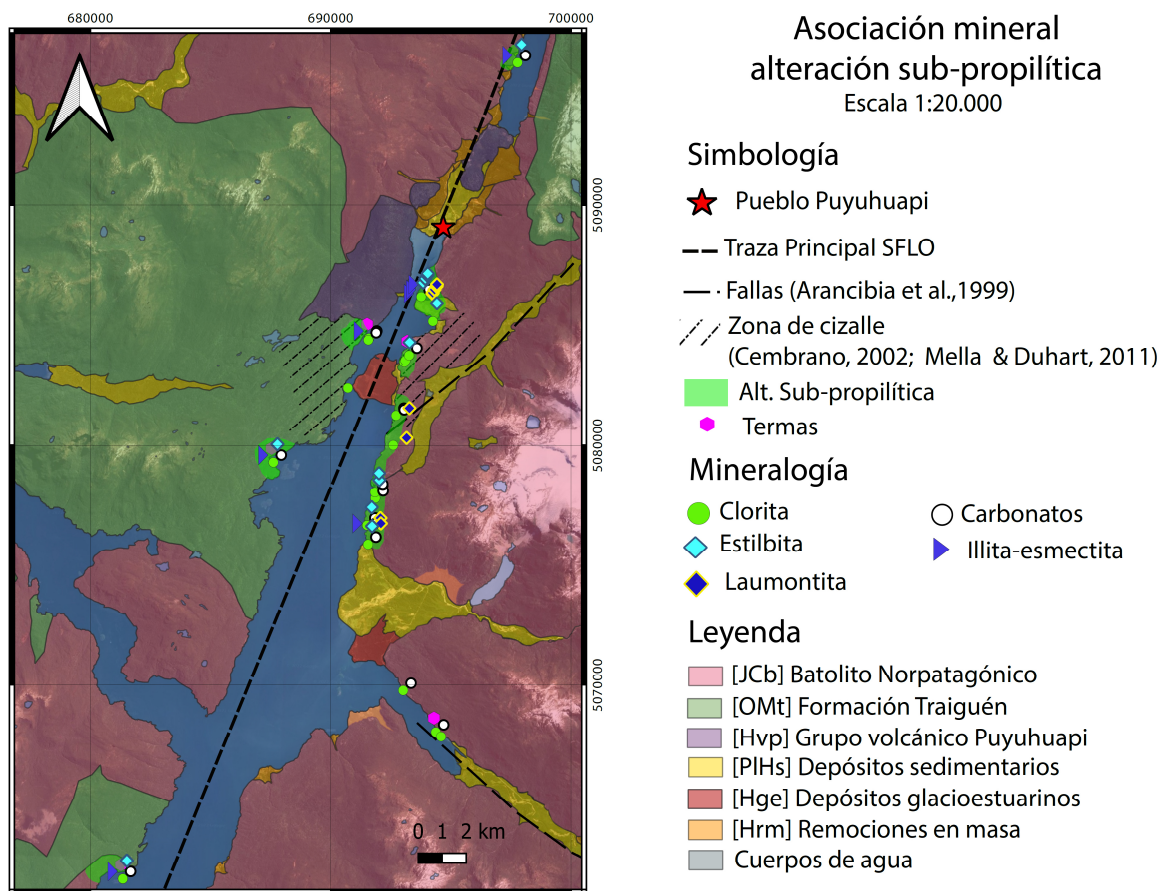 680000
690000
700000
5090000
5080000
5070000
0 1 2 km
Asociación mineral
alteración sub-propilítica
Escala 1:20.000
Simbología
Pueblo Puyuhuapi
Traza Principal SFLO
Fallas (Arancibia et al.,1999)
Zona de cizalle
(Cembrano, 2002; Mella & Duhart, 2011)
Alt. Sub-propilítica
Termas
Mineralogía
Clorita
Estilbita
Laumontita
Carbonatos
Illita-esmectita
Leyenda
[JCb] Batolito Norpatagónico
[OMt] Formación Traiguén
[Hvp] Grupo volcánico Puyuhuapi
[PlHs] Depósitos sedimentarios
[Hge] Depósitos glacioestuarinos
[Hrm] Remociones en masa
Cuerpos de agua